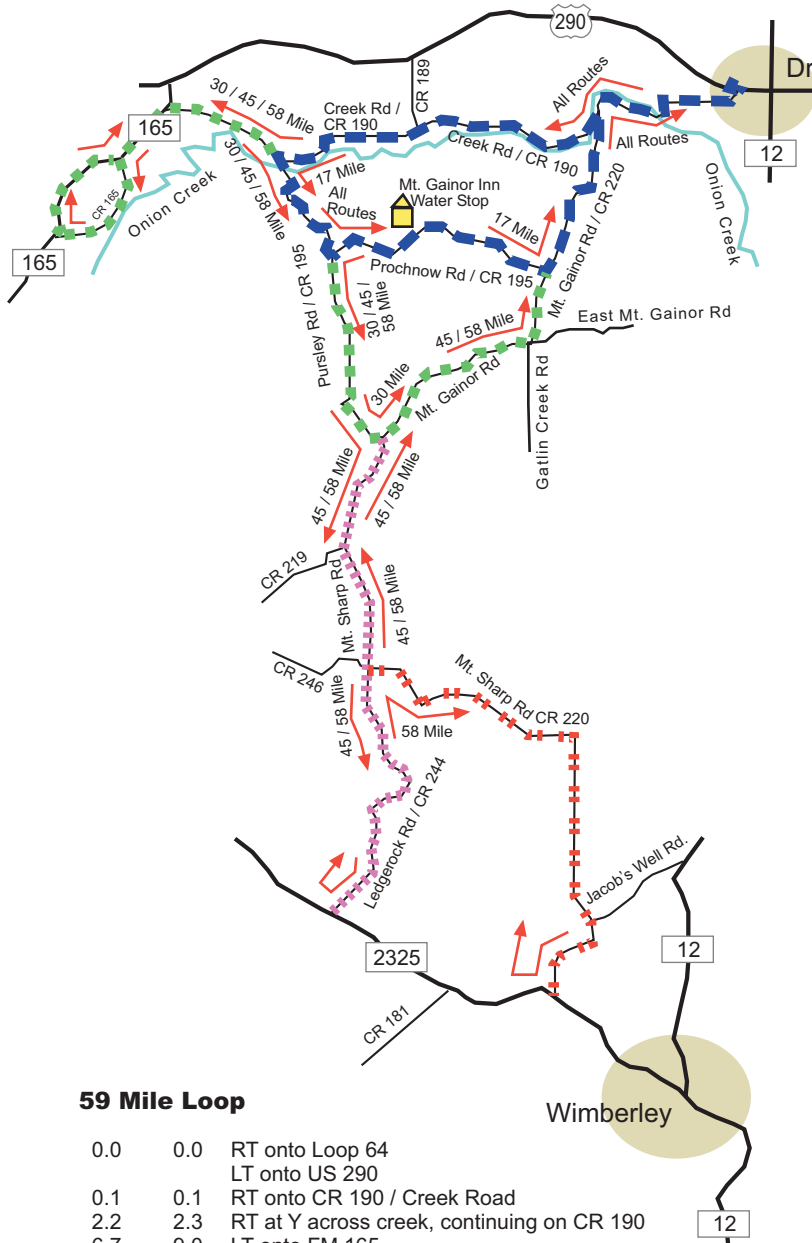 290
Dr
12
All Routes
All Routes
CR 189
Creek Rd /
CR 190
Creek Rd / CR 190
30 / 45 / 58 Mile
165
CR 165
165
Onion Creek
30 / 45 / 58 Mile
17 Mile
All
Routes
Mt. Gainor Inn
Water Stop
17 Mile
Mt. Gainor Rd / CR 220
Onion Creek
Prochnow Rd / CR 195
Pursley Rd / CR 195
30 / 45 /
58 Mile
45 / 58 Mile
East Mt. Gainor Rd
30 Mile
Mt. Gainor Rd
Gatlin Creek Rd
45 / 58 Mile
45 / 58 Mile
CR 219
Mt. Sharp Rd
45 / 58 Mile
CR 246
45 / 58 Mile
58 Mile
Mt. Sharp Rd CR 220
Ledgerock Rd / CR 244
Jacob's Well Rd.
2325
12
CR 181
Wimberley
12
59 Mile Loop
0.0 0.0 RT onto Loop 64
LT onto US 290
0.1 0.1 RT onto CR 190 / Creek Road
2.2 2.3 RT at Y across creek, continuing on CR 190
6.7 9.0 LT onto FM 165